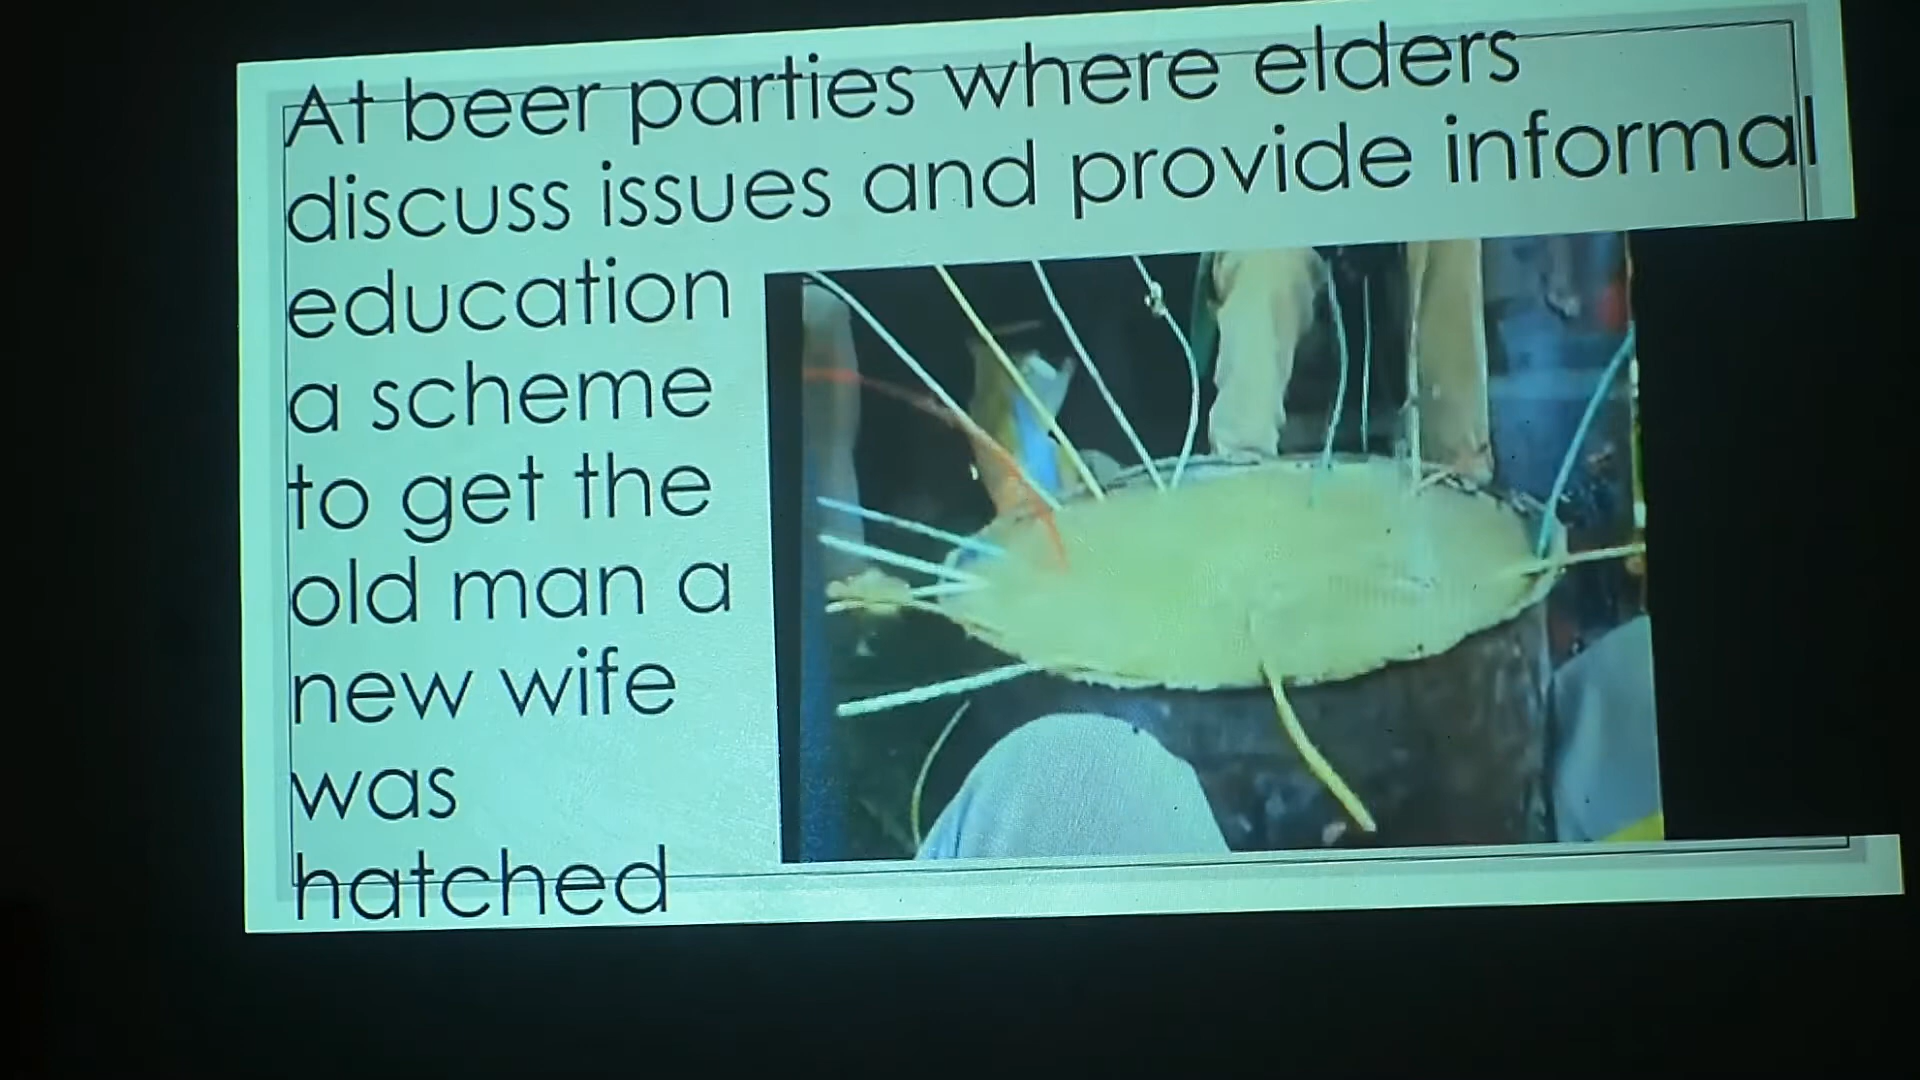 At beer parties where elders
discuss issues and provide informal
education
a scheme
to get the
old man a
new wife
was
hatched